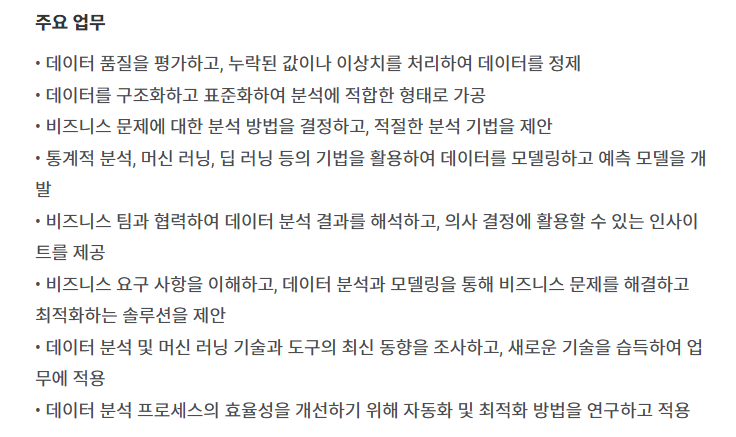 주요 업무
• 데이터 품질을 평가하고, 누락된 값이나 이상치를 처리하여 데이터를 정제
• 데이터를 구조화하고 표준화하여 분석에 적합한 형태로 가공
• 비즈니스 문제에 대한 분석 방법을 결정하고, 적절한 분석 기법을 제안
• 통계적 분석, 머신 러닝, 딥 러닝 등의 기법을 활용하여 데이터를 모델링하고 예측 모델을 개
발
• 비즈니스 팀과 협력하여 데이터 분석 결과를 해석하고, 의사 결정에 활용할 수 있는 인사이
트를 제공
• 비즈니스 요구 사항을 이해하고, 데이터 분석과 모델링을 통해 비즈니스 문제를 해결하고
최적화하는 솔루션을 제안
• 데이터 분석 및 머신 러닝 기술과 도구의 최신 동향을 조사하고, 새로운 기술을 습득하여 업
무에 적용
• 데이터 분석 프로세스의 효율성을 개선하기 위해 자동화 및 최적화 방법을 연구하고 적용